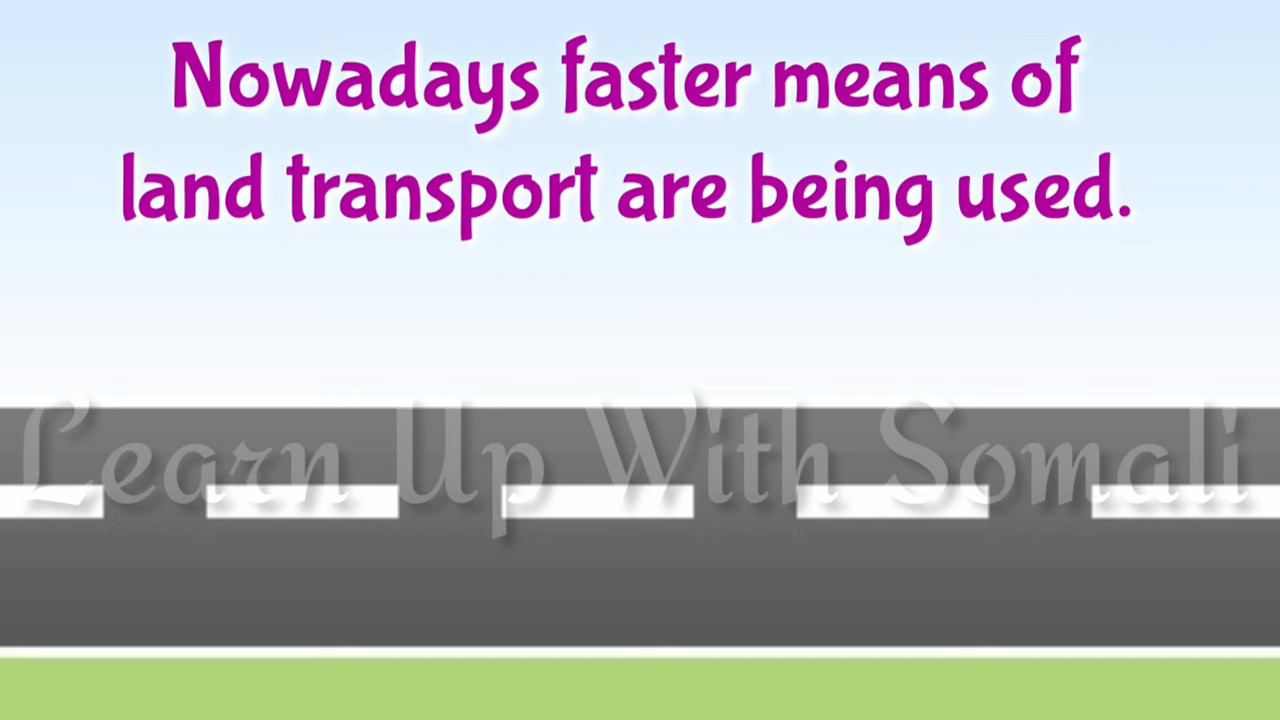 Nowadays faster means of
land transport are being used.
Learn Up With Somali